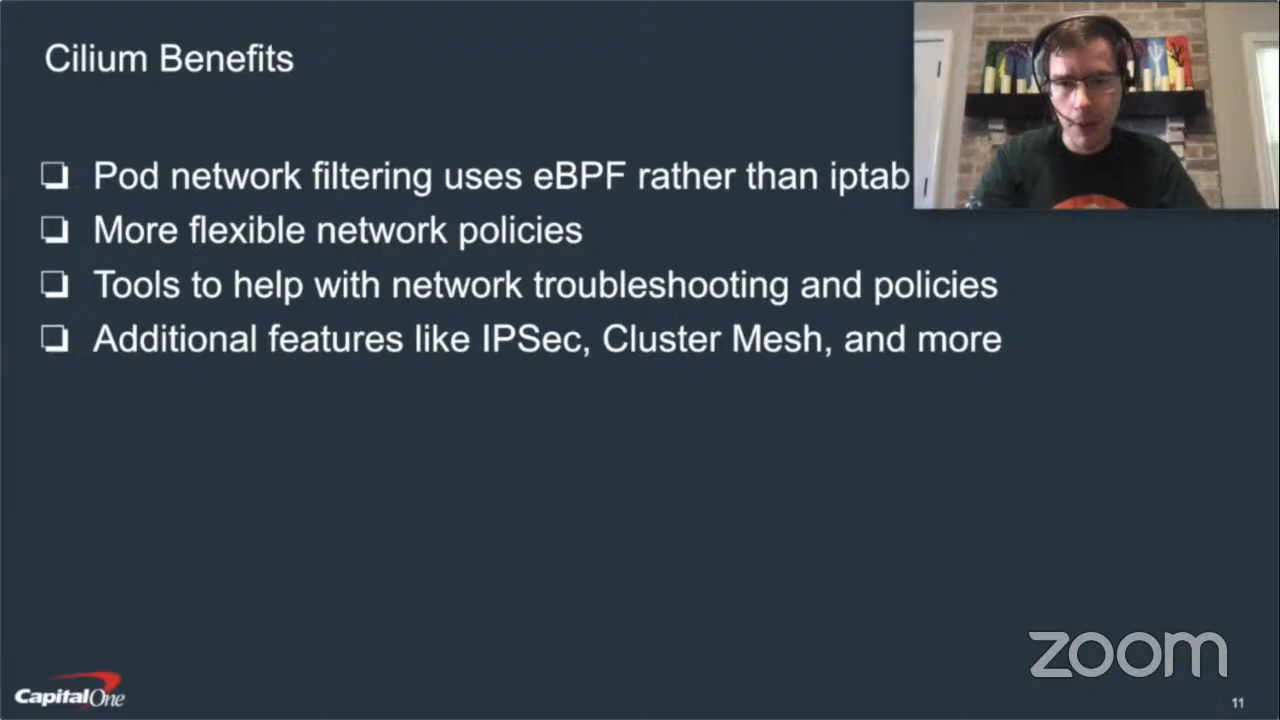 Cilium Benefits
Pod network filtering uses eBPF rather than iptab
More flexible network policies
Tools to help with network troubleshooting and policies
Additional features like IPSec, Cluster Mesh, and more
zoom
CapitalOne
11